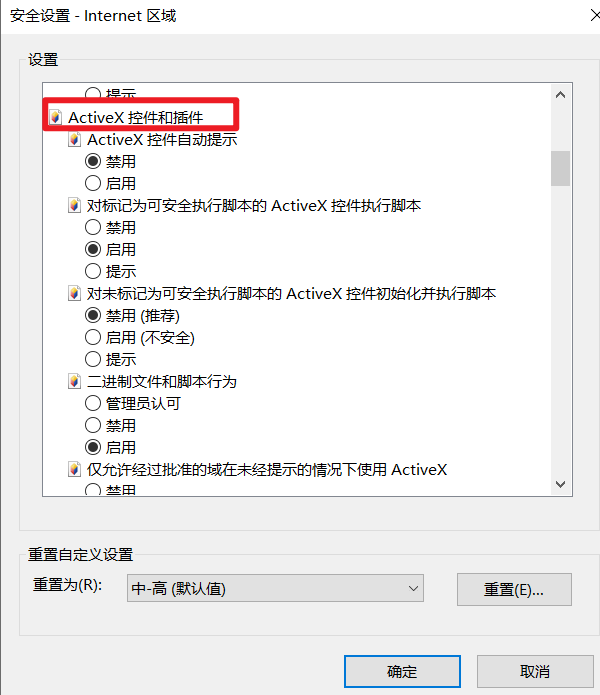 安全设置 - Internet 区域
设置
提示
ActiveX 控件和插件
ActiveX 控件自动提示
禁用
启用
对标记为可安全执行脚本的 ActiveX 控件执行脚本
禁用
启用
提示
对未标记为可安全执行脚本的 ActiveX 控件初始化并执行脚本
禁用 (推荐)
启用 (不安全)
提示
二进制文件和脚本行为
管理员认可
禁用
启用
仅允许经过批准的域在未经提示的情况下使用 ActiveX
禁用
重置自定义设置
重置为(R):
中-高 (默认值)
重置(E)...
确定
取消